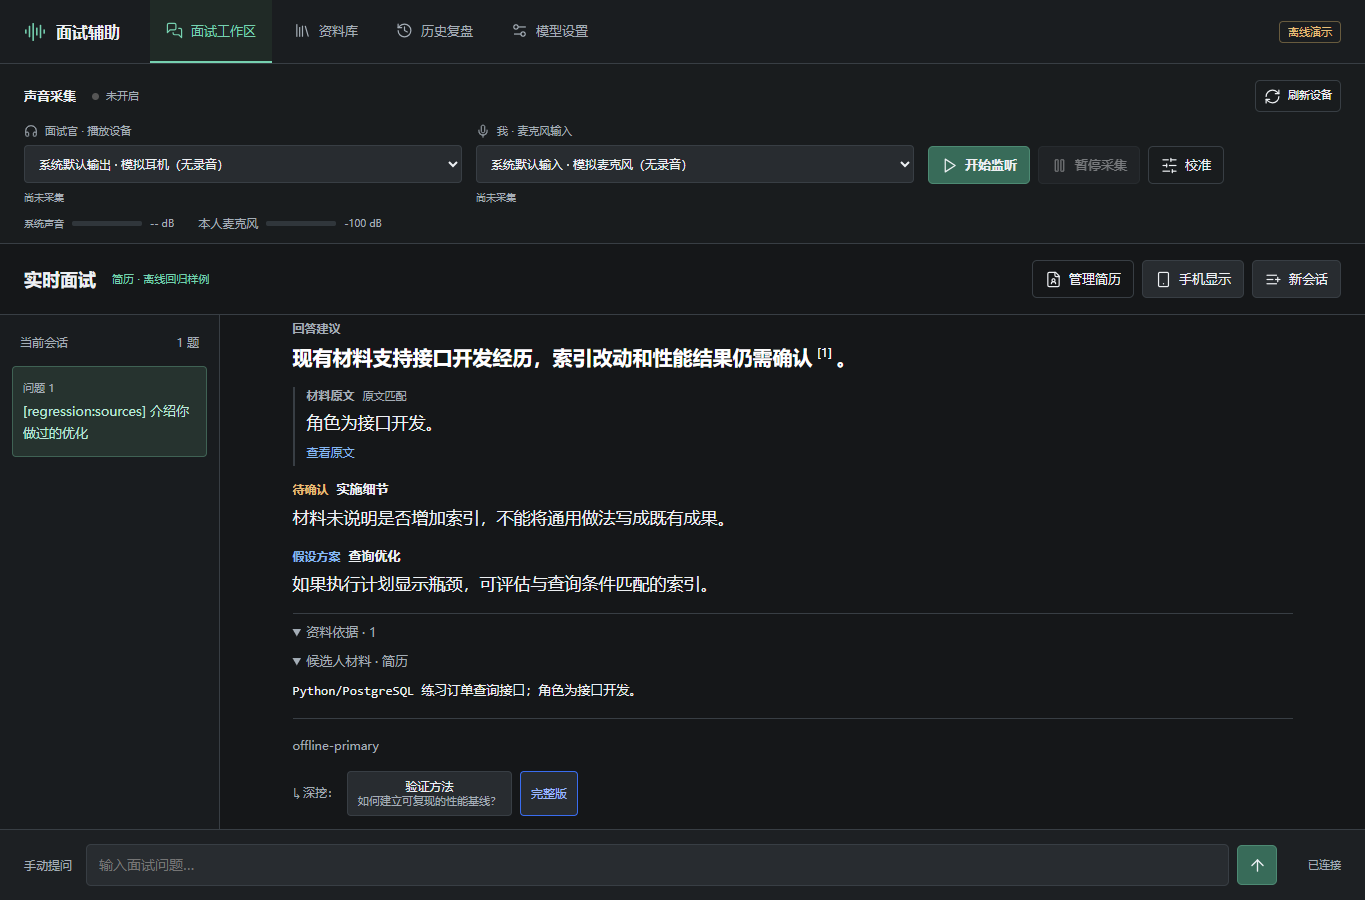 面试辅助
面试工作区
资料库
历史复盘
模型设置
离线演示
声音采集
未开启
刷新设备
面试官 · 播放设备
我 · 麦克风输入
系统默认输出 · 模拟耳机（无录音）
系统默认输入 · 模拟麦克风（无录音）
开始监听
暂停采集
校准
尚未采集
尚未采集
系统声音
-- dB
本人麦克风
-100 dB
实时面试
简历 · 离线回归样例
管理简历
手机显示
新会话
当前会话
1 题
问题 1
[regression:sources] 介绍你
做过的优化
回答建议
现有材料支持接口开发经历，索引改动和性能结果仍需确认 [1] 。
材料原文 原文匹配
角色为接口开发。
查看原文
待确认 实施细节
材料未说明是否增加索引，不能将通用做法写成既有成果。
假设方案 查询优化
如果执行计划显示瓶颈，可评估与查询条件匹配的索引。
▼ 资料依据 · 1
▼ 候选人材料 · 简历
Python/PostgreSQL 练习订单查询接口；角色为接口开发。
offline-primary
↳ 深挖：
验证方法
如何建立可复现的性能基线？
完整版
手动提问
输入面试问题...
已连接